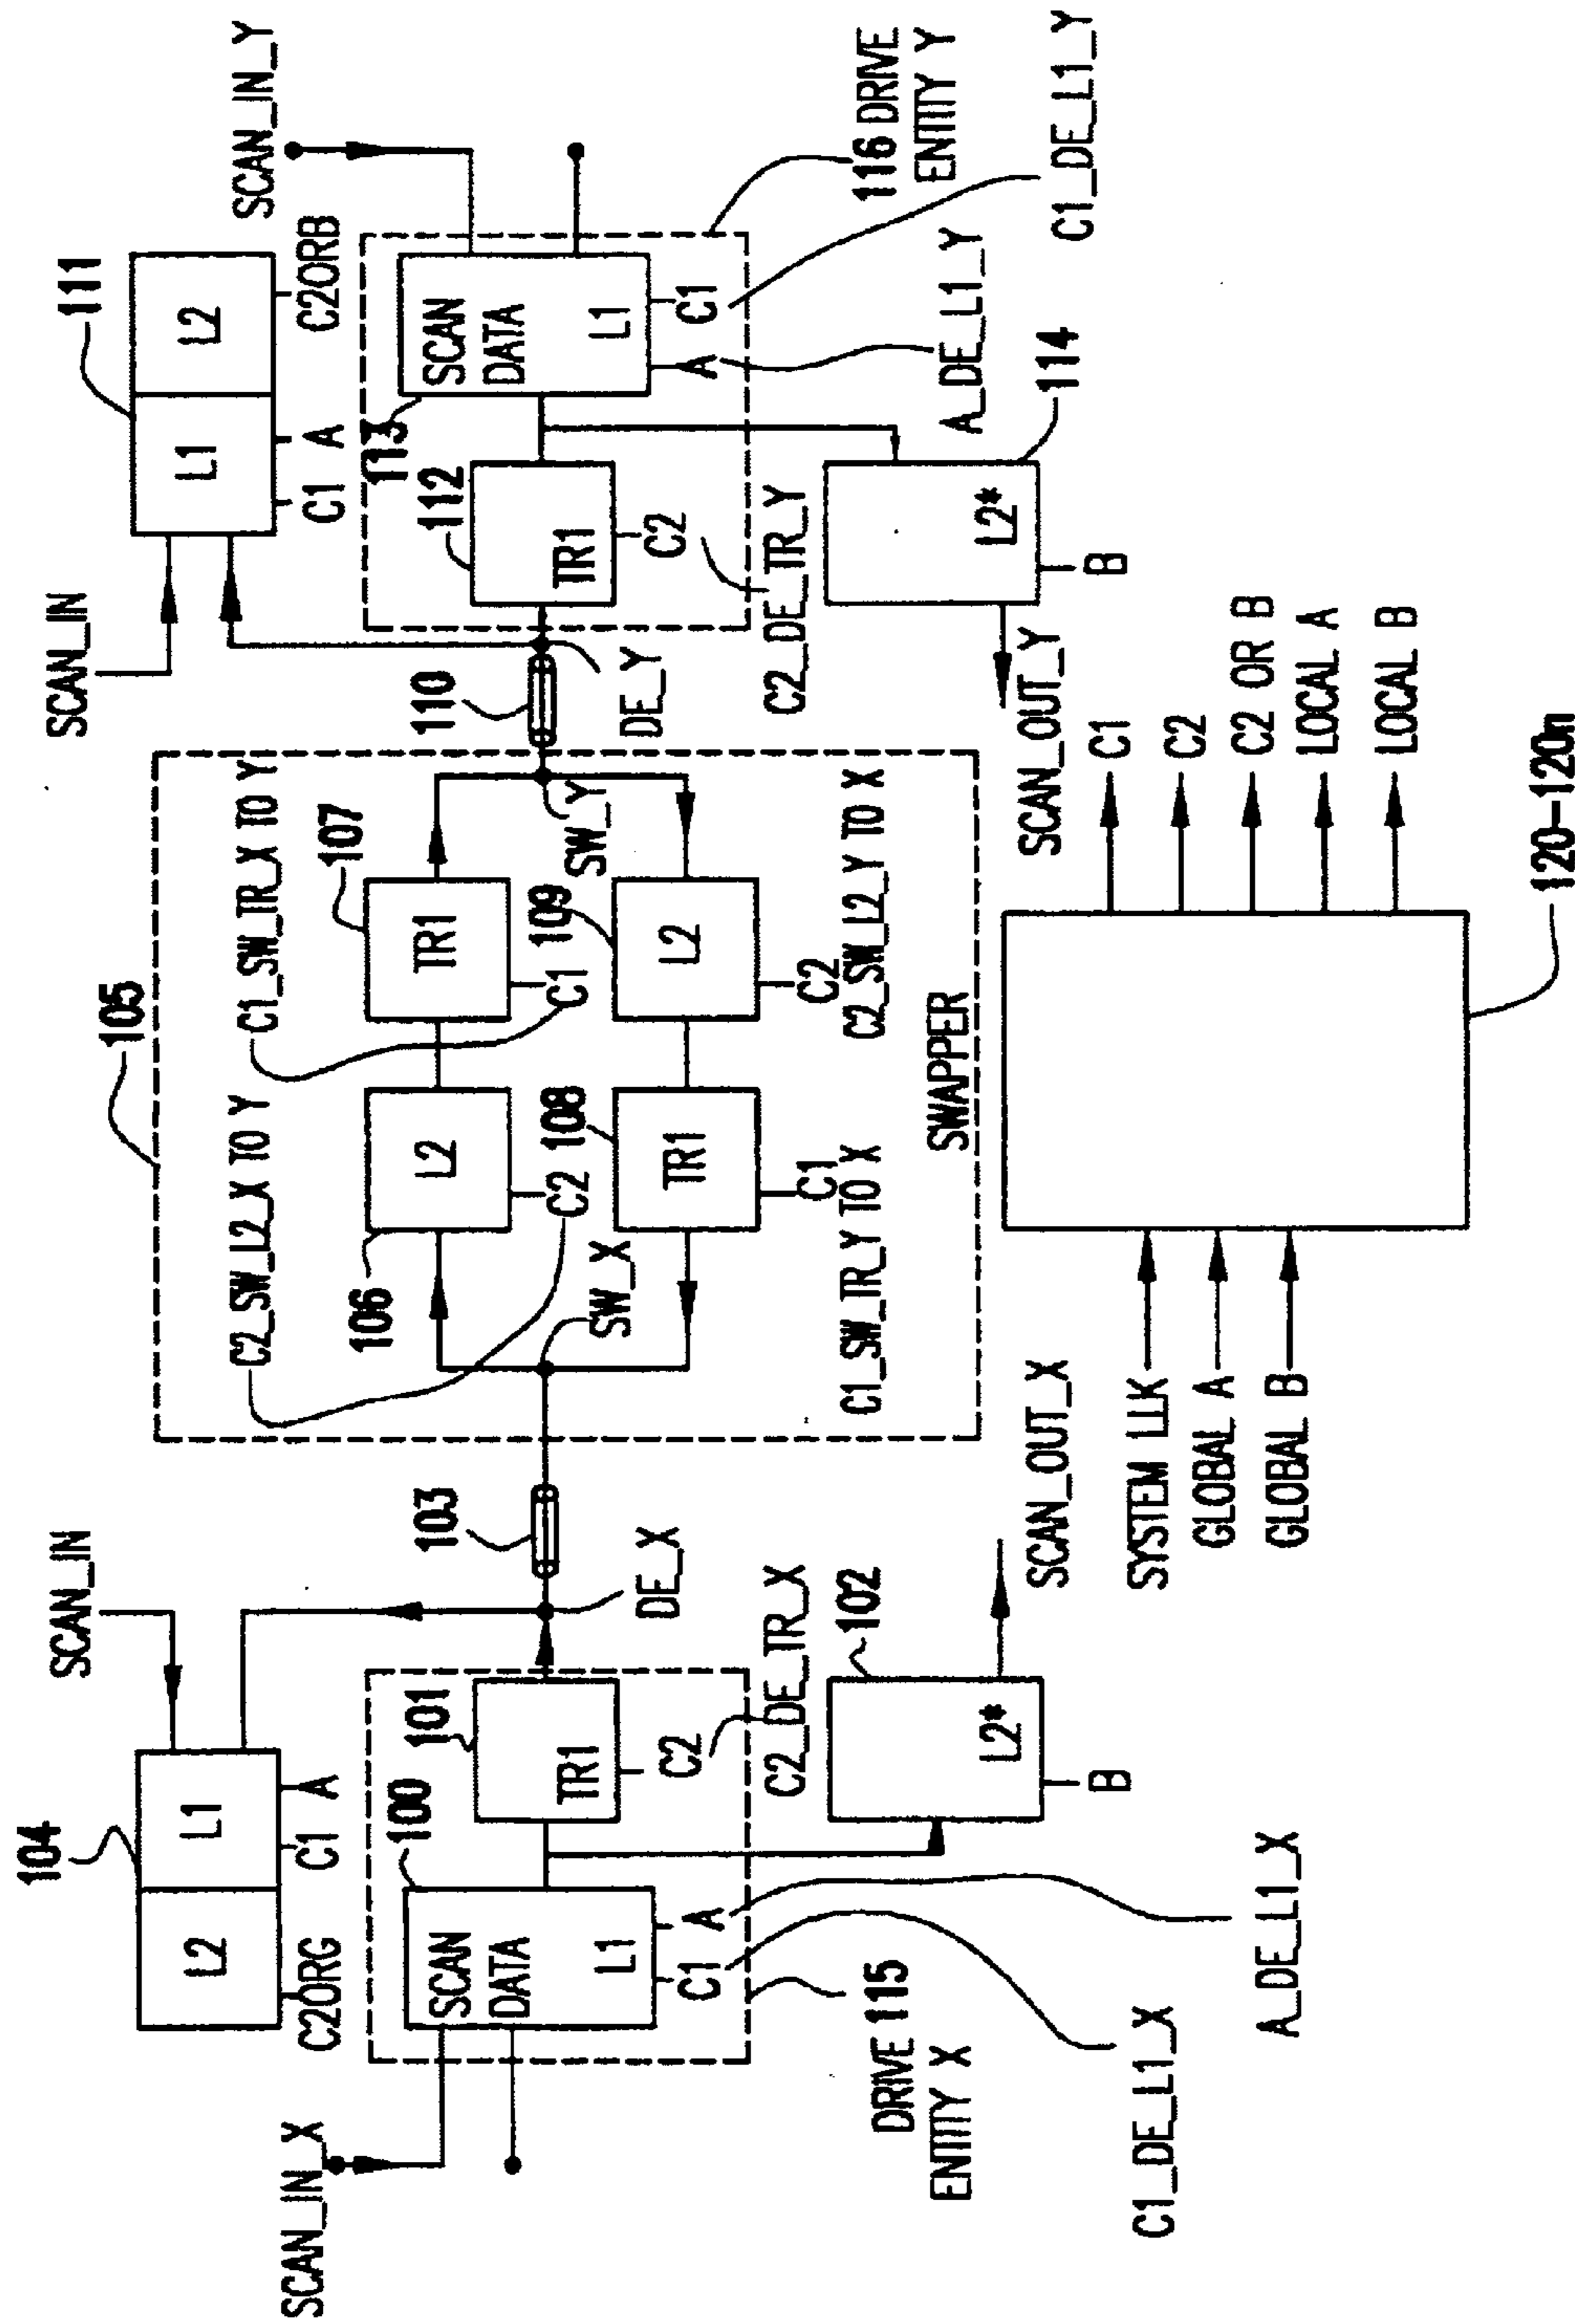 SCAN_IN
104
L2
L1
C2ORG
C1
A
SCAN_IN_X
SCAN
DATA
L1
100
C1
A
TR1
101
C2
C2_DE_TR_X
DE_X
103
DRIVE 115
ENTITY X
C1_DE_L1_X
A_DE_L1_X
102
L2*
B
SCAN_OUT_X
105
C2_SW_L2_X TO Y
C1_SW_TR_X TO Y
106
L2
C2
107
TR1
C1
SW_X
SW_Y
108
TR1
C1
C1_SW_TR_Y TO X
109
L2
C2
C2_SW_L2_Y TO X
SWAPPER
110
DE_Y
SCAN_IN
111
L1
L2
C1
A
C2ORB
SCAN_IN_Y
112
TR1
C2
C2_DE_TR_Y
113
SCAN
DATA
L1
A
C1
116 DRIVE
ENTITY Y
A_DE_L1_Y
C1_DE_L1_Y
114
L2*
B
SCAN_OUT_Y
SYSTEM LLK
GLOBAL A
GLOBAL B
C1
C2
C2 OR B
LOCAL A
LOCAL B
120-120n